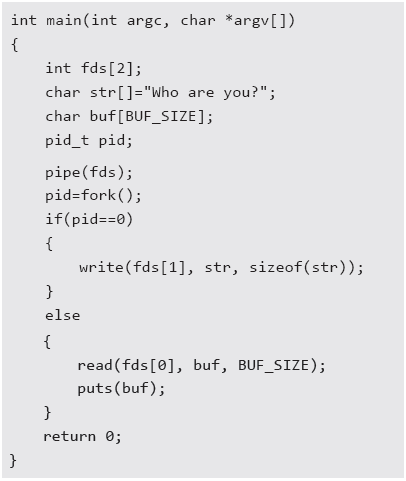 int main(int argc, char *argv[])
{
    int fds[2];
    char str[]="Who are you?";
    char buf[BUF_SIZE];
    pid_t pid;
    pipe(fds);
    pid=fork();
    if(pid==0)
    {
        write(fds[1], str, sizeof(str));
    }
    else
    {
        read(fds[0], buf, BUF_SIZE);
        puts(buf);
    }
    return 0;
}